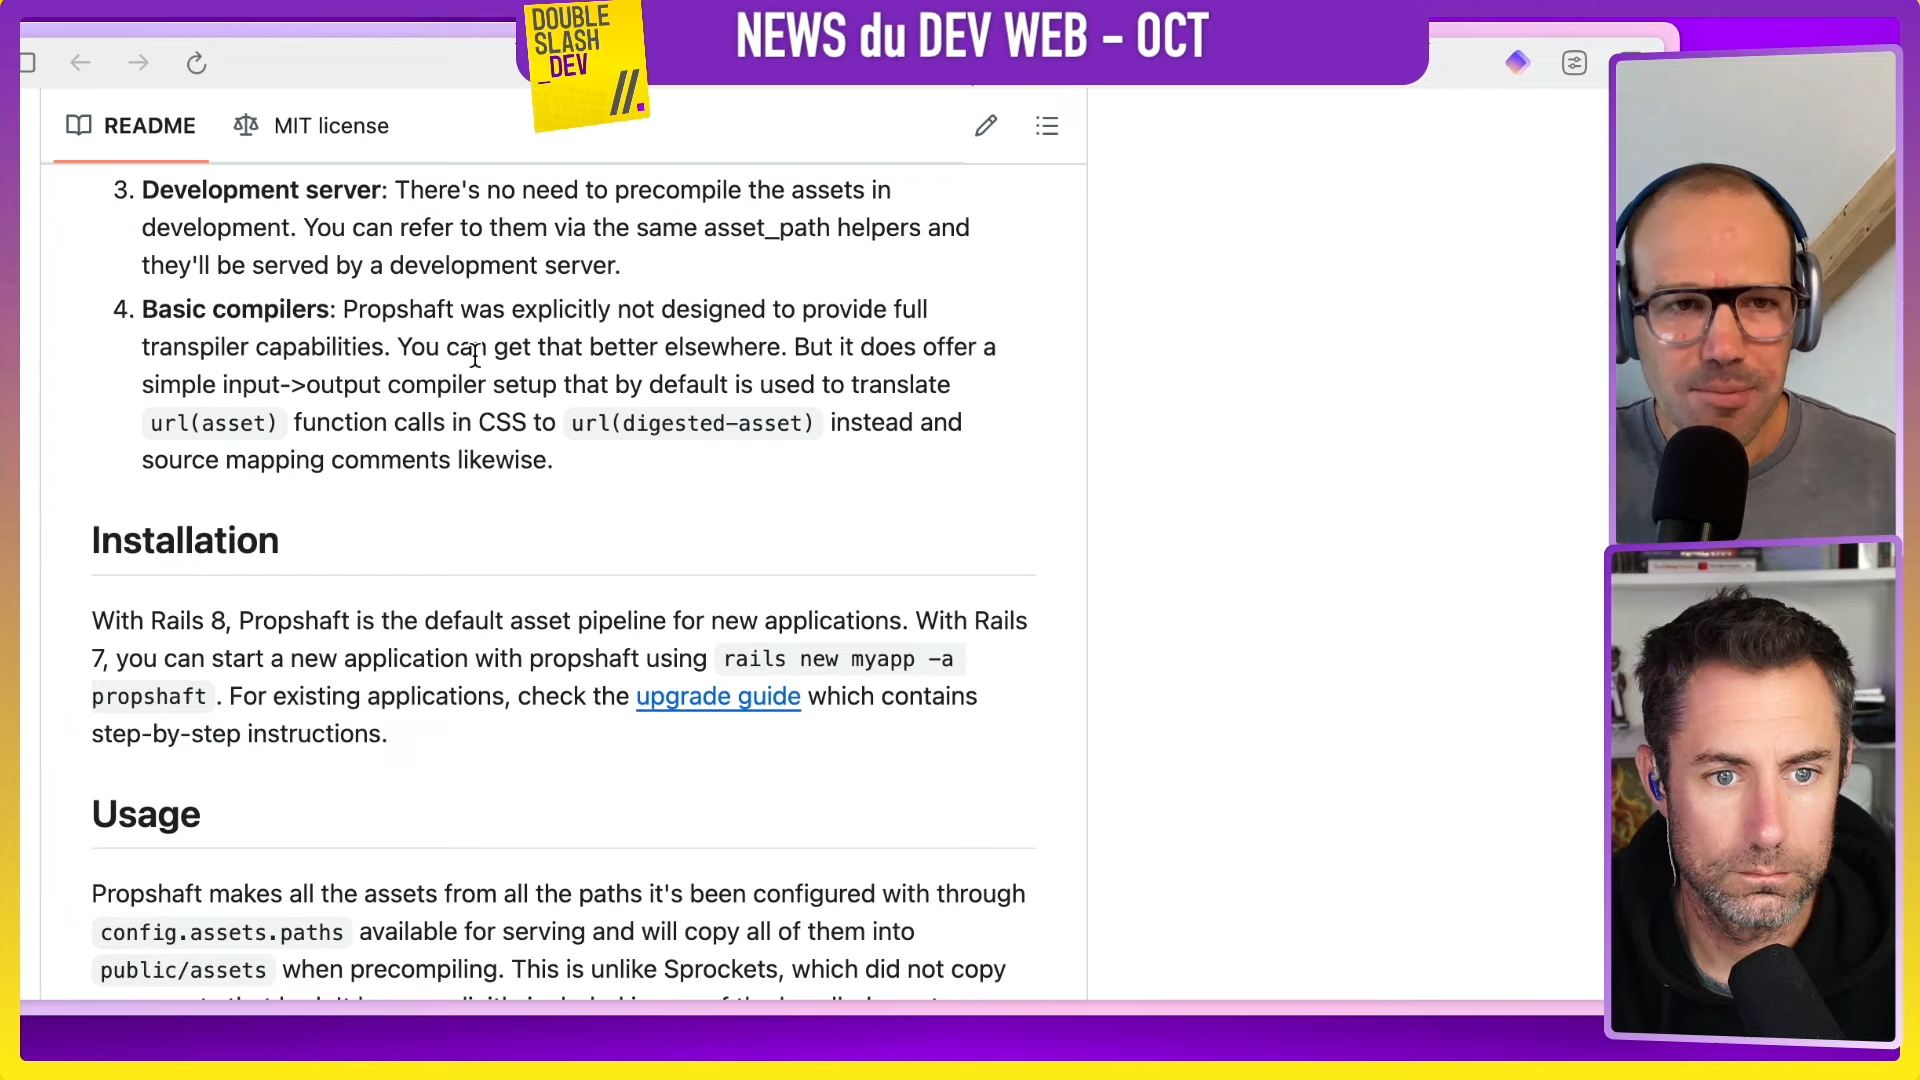 DOUBLE
SLASH
_DEV
//.
NEWS du DEV WEB - OCT
README
MIT license
3. Development server: There's no need to precompile the assets in
development. You can refer to them via the same asset_path helpers and
they'll be served by a development server.
4. Basic compilers: Propshaft was explicitly not designed to provide full
transpiler capabilities. You can get that better elsewhere. But it does offer a
simple input->output compiler setup that by default is used to translate
url(asset) function calls in CSS to url(digested-asset) instead and
source mapping comments likewise.
Installation
With Rails 8, Propshaft is the default asset pipeline for new applications. With Rails
7, you can start a new application with propshaft using rails new myapp -a
propshaft . For existing applications, check the upgrade guide which contains
step-by-step instructions.
Usage
Propshaft makes all the assets from all the paths it's been configured with through
config.assets.paths available for serving and will copy all of them into
public/assets when precompiling. This is unlike Sprockets, which did not copy